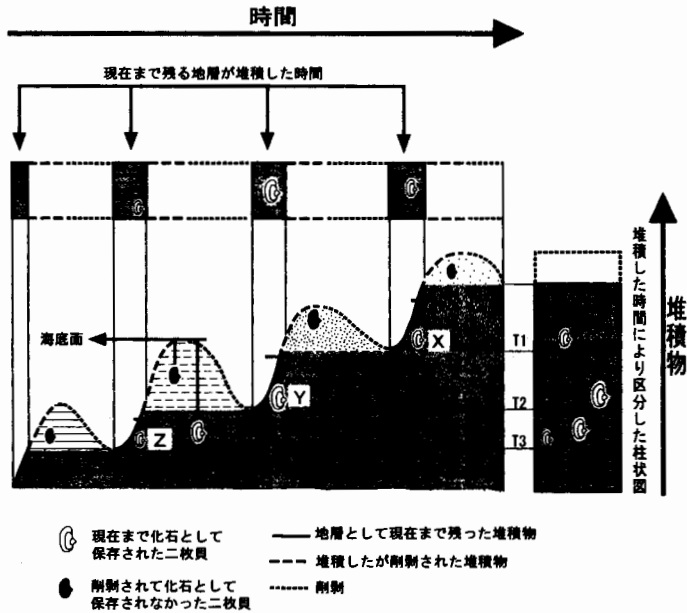 時間
現在まで残る地層が堆積した時間
海底面
X
Y
Z
T1
T2
T3
堆積した時間により区分した柱状図
堆積物
現在まで化石として
保存された二枚貝
削剝されて化石として
保存されなかった二枚貝
地層として現在まで残った堆積物
堆積したが削剝された堆積物
削剝